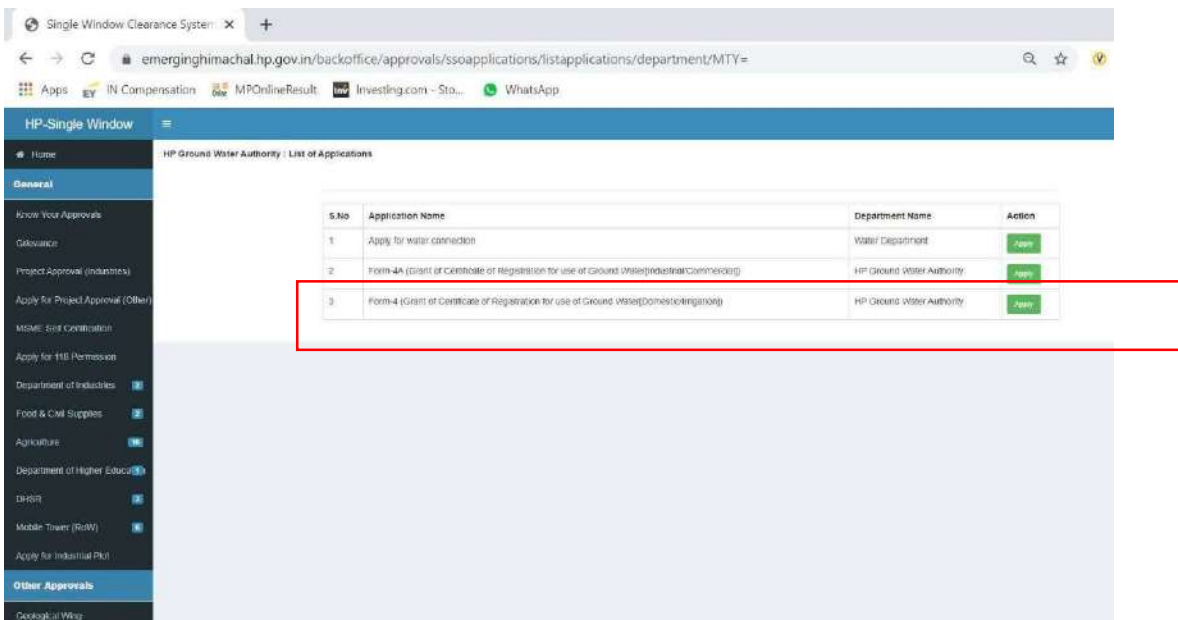 Single Window Clearance System
emerginghimachal.hp.gov.in/backoffice/approvals/ssoapplications/listapplications/department/MTY=
Apps EY IN Compensation MPOnlineResult Investing.com - Sto... WhatsApp
HP-Single Window
Home
HP Ground Water Authority : List of Applications
General
Know Your Approvals
Grievance
Project Approval (Industries)
Apply for Project Approval (Other)
MSME Self Certification
Apply for 118 Permission
Department of Industries
Food & Civil Supplies 2
Agriculture
Department of Higher Education 1
DHSR
Mobile Tower (RoW)
Apply for Industrial Plot
Other Approvals
Geological Wing
S.No Application Name Department Name Action
1 Apply for water connection Water Department Apply
2 Form-4A (Grant of Certificate of Registration for use of Ground Water[Industrial/Commercial]) HP Ground Water Authority Apply
3 Form-4 (Grant of Certificate of Registration for use of Ground Water[Domestic/Irrigation]) HP Ground Water Authority Apply